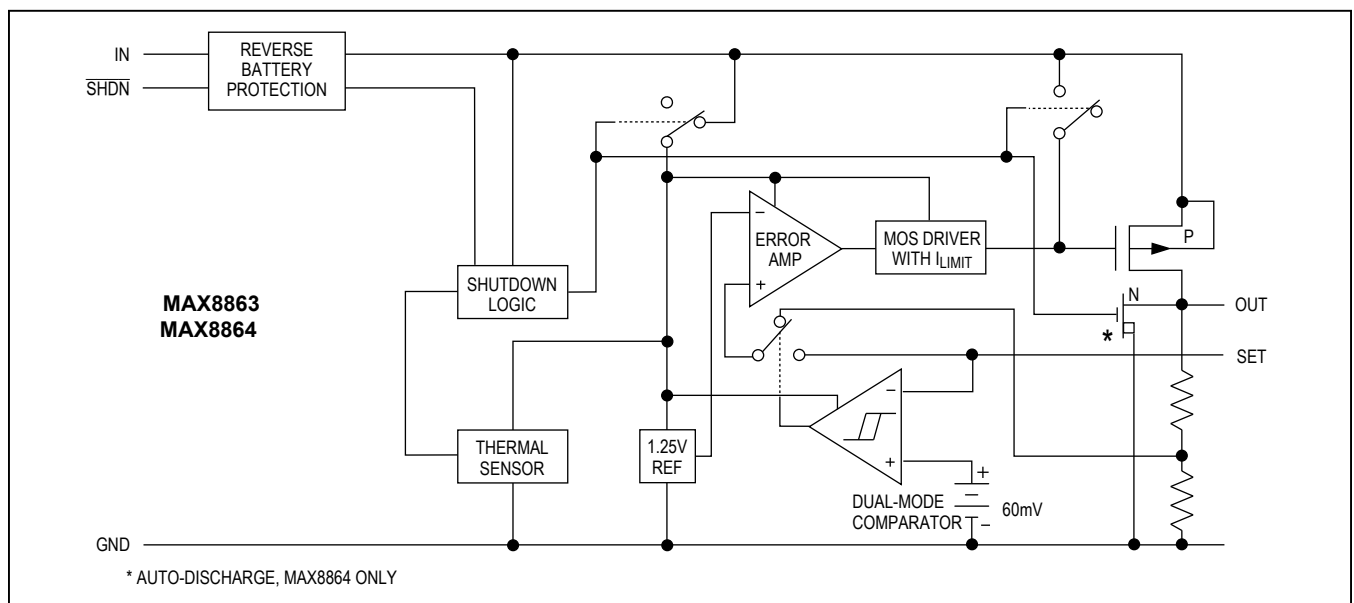 IN
SHDN
REVERSE
BATTERY
PROTECTION
ERROR
AMP
−
+
MOS DRIVER
WITH ILIMIT
P
SHUTDOWN
LOGIC
MAX8863
MAX8864
N
*
OUT
SET
THERMAL
SENSOR
1.25V
REF
−
+
DUAL-MODE
COMPARATOR
+
60mV
−
GND
* AUTO-DISCHARGE, MAX8864 ONLY